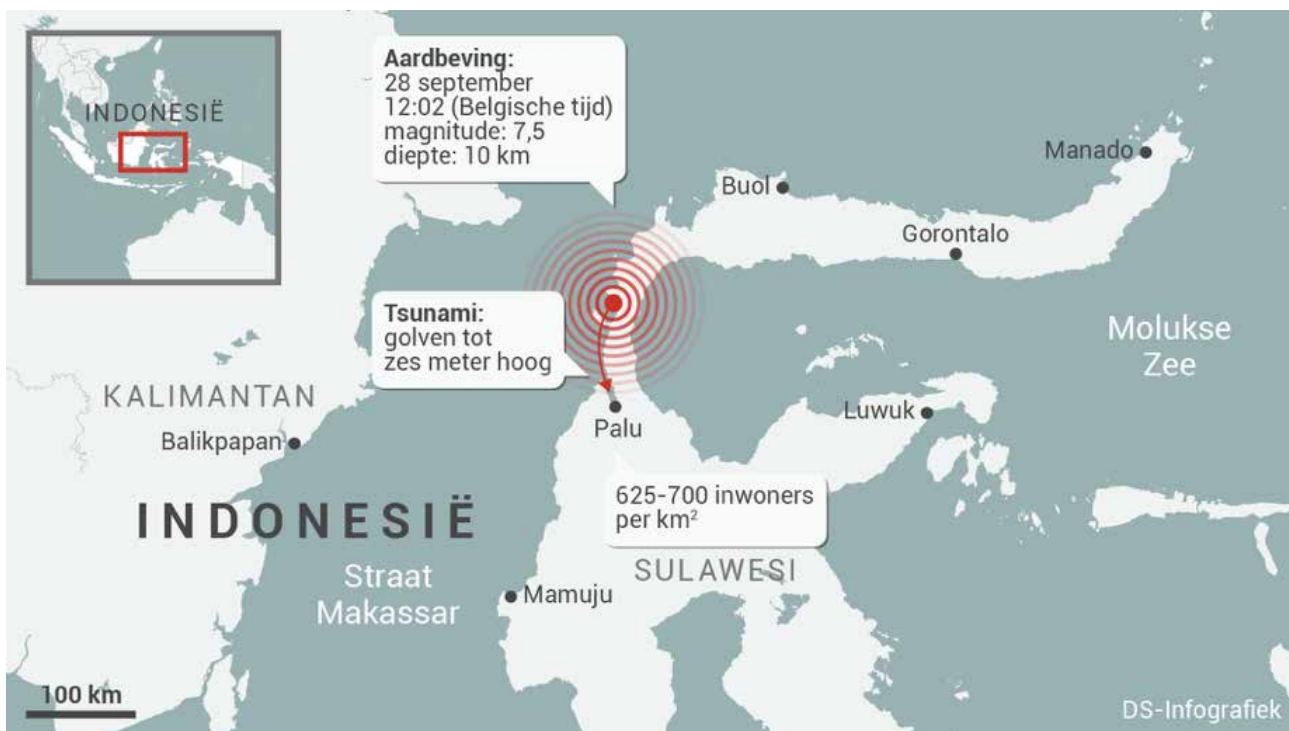 INDONESIË
Aardbeving:
28 september
12:02 (Belgische tijd)
magnitude: 7,5
diepte: 10 km
Manado
Buol
Gorontalo
Tsunami:
golven tot
zes meter hoog
Molukse
Zee
KALIMANTAN
Balikpapan
Luwuk
Palu
625-700 inwoners
per km²
INDONESIË
SULAWESI
Straat
Makassar
Mamuju
100 km
DS-Infografiek